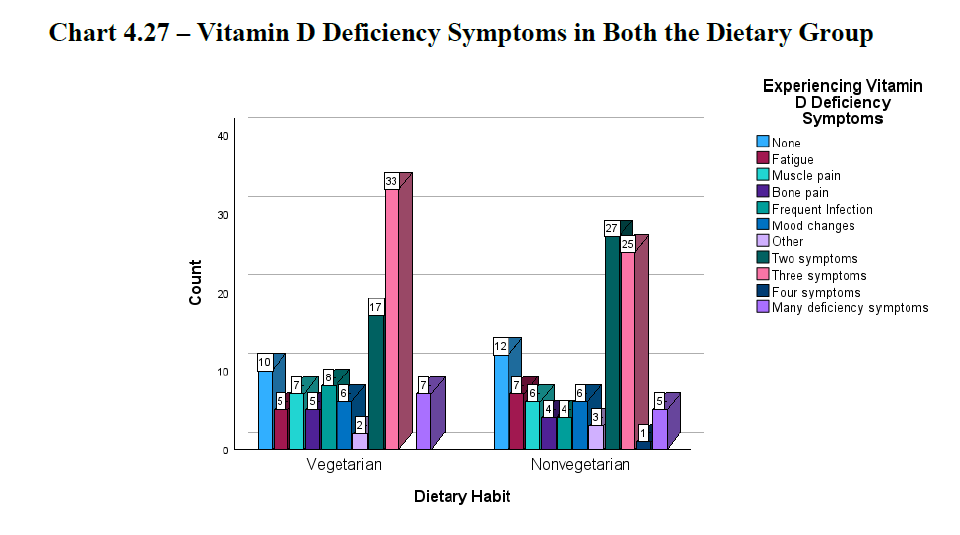 Chart 4.27 – Vitamin D Deficiency Symptoms in Both the Dietary Group
Experiencing Vitamin
D Deficiency
Symptoms
None
Fatigue
Muscle pain
Bone pain
Frequent Infection
Mood changes
Other
Two symptoms
Three symptoms
Four symptoms
Many deficiency symptoms
Count
40
30
20
10
0
10
5
7
5
8
6
2
17
33
7
12
7
6
4
4
6
3
27
25
1
5
Vegetarian
Nonvegetarian
Dietary Habit